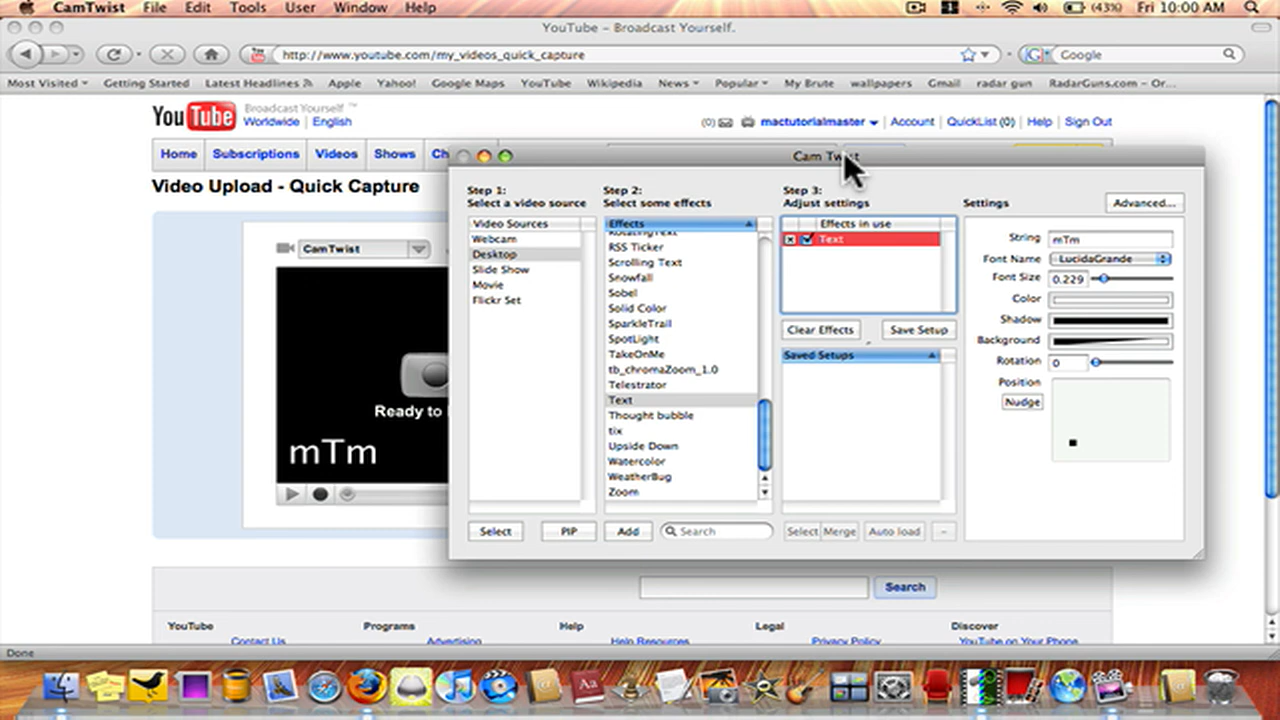 CamTwist File Edit Tools User Window Help (43%) Fri 10:00 AM
YouTube – Broadcast Yourself.
http://www.youtube.com/my_videos_quick_capture Google
Most Visited Getting Started Latest Headlines Apple Yahoo! Google Maps YouTube Wikipedia News Popular My Brute wallpapers Gmail radar gun RadarGuns.com – Or...
YouTube Broadcast Yourself ™
Worldwide English (0) mactutorialmaster Account QuickList (0) Help Sign Out
Home Subscriptions Videos Shows Ch
Video Upload - Quick Capture
CamTwist
Ready to
mTm
Cam Twist
Step 1:
Select a video source
Video Sources
Webcam
Desktop
Slide Show
Movie
Flickr Set
Select PIP
Step 2:
Select some effects
Effects
RotatingText
RSS Ticker
Scrolling Text
Snowfall
Sobel
Solid Color
SparkleTrail
SpotLight
TakeOnMe
tb_chromaZoom_1.0
Telestrator
Text
Thought bubble
tix
Upside Down
Watercolor
WeatherBug
Zoom
Add Search
Step 3:
Adjust settings
Effects in use
Text
Clear Effects Save Setup
Saved Setups
Select Merge Auto load -
Settings Advanced...
String mTm
Font Name LucidaGrande
Font Size 0.229
Color
Shadow
Background
Rotation 0
Position
Nudge
Search
YouTube Programs Help Legal Discover
Contact Us Advertising Help Resources Privacy Policy YouTube on Your Phone
Done